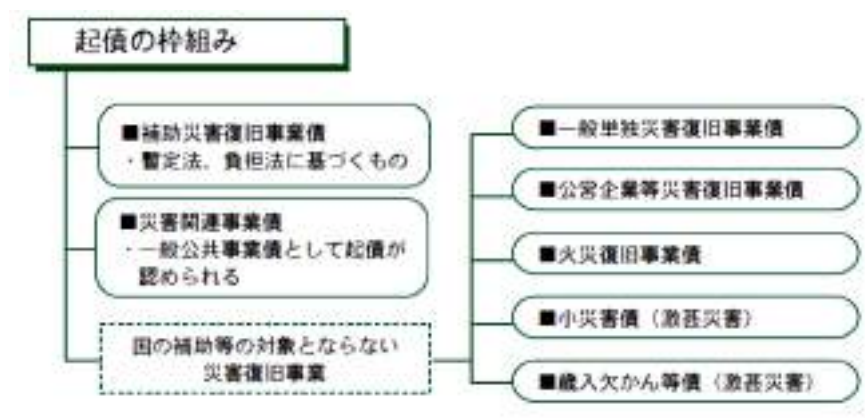 起債の枠組み
■補助災害復旧事業債
・暫定法、負担法に基づくもの
■災害関連事業債
・一般公共事業債として起債が
認められる
国の補助等の対象とならない
災害復旧事業
■一般単独災害復旧事業債
■公営企業等災害復旧事業債
■火災復旧事業債
■小災害債（激甚災害）
■歳入欠かん等債（激甚災害）